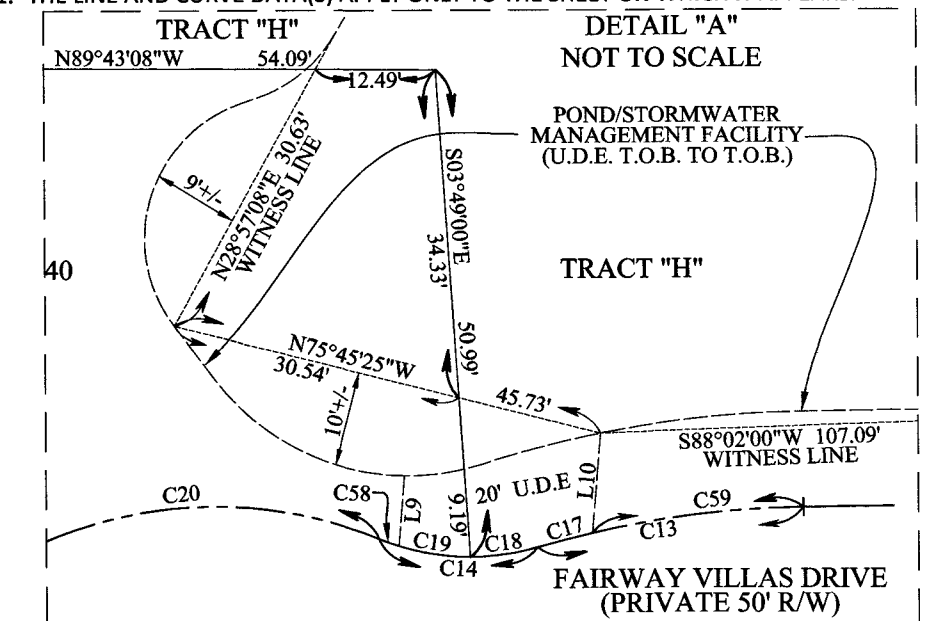 TRACT "H"
DETAIL "A"
NOT TO SCALE
N89°43'08"W 54.09'
12.49'
POND/STORMWATER
MANAGEMENT FACILITY
(U.D.E. T.O.B. TO T.O.B.)
N28°57'08"E 30.63'
WITNESS LINE
9'+/-
S03°49'00"E
34.33'
50.99'
40
TRACT "H"
N75°45'25"W
30.54'
10'+/-
45.73'
S88°02'00"W 107.09'
WITNESS LINE
C20
C58
L9
9.19'
20' U.D.E
L10
C59
C19
C18
C17
C13
C14
FAIRWAY VILLAS DRIVE
(PRIVATE 50' R/W)